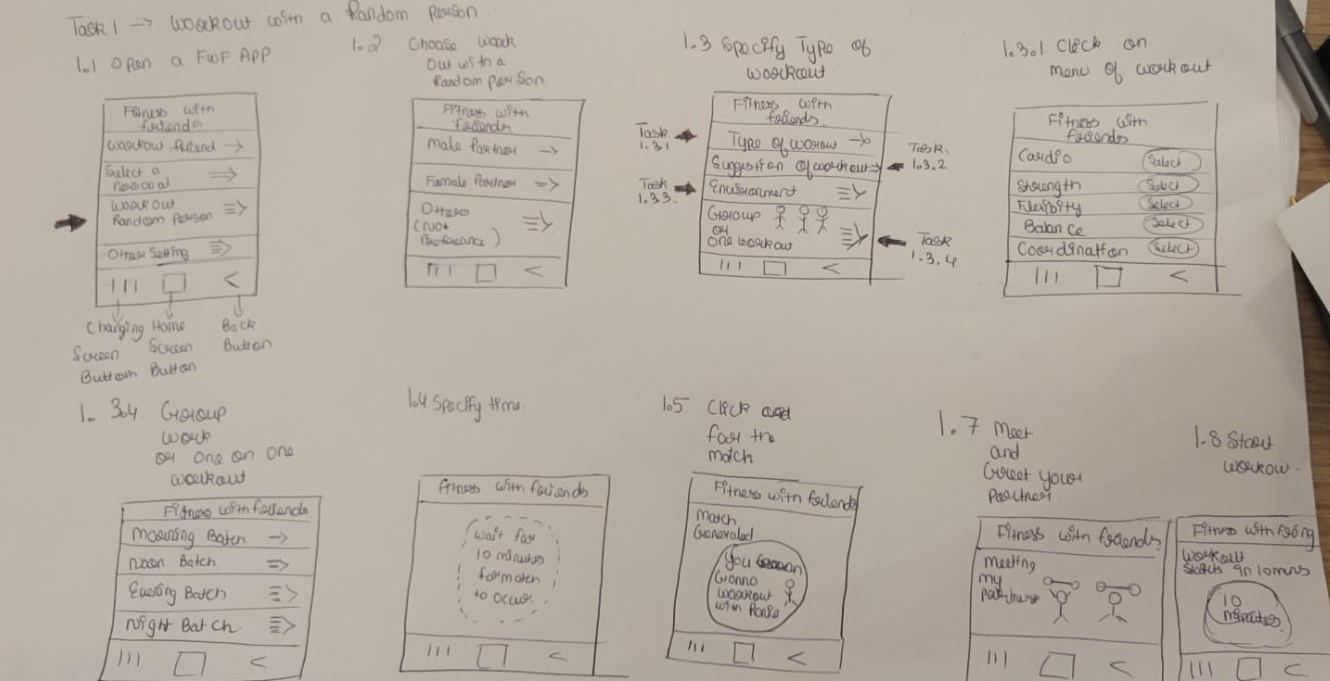 Task 1 → Workout with a Random Person.
1.1 Open a FWF APP
Fitness with
friends
Workout friend →
Select a
Personal
Workout
Random Person
Other Setting
Changing
Screen
Button
Home
Screen
Button
Back
Button
1.2 Choose Work
Out with a
Random person
Fitness with
friends
Male Partner →
Female Partner →
Others
(Not
Preference)
1.3 Specify Type of
workout
Fitness with
friends.
Type of workout →
Suggestion of workout →
Environment
Group
or
one workout
Task
1.3.1
Task
1.3.3.
Task.
1.3.2
Task
1.3.4
1.3.1 Click on
menu of workout
Fitness with
friends
Cardio Select
Strength Select
Flexibity Select
Balance Select
Coordination Select
1. 3.4. Group
work
or one on one
workout
Fitness with friends
Morning Batch →
Noon Batch
Evening Batch
Night Batch.
1.4 Specify time.
Fitness with friends
Wait for
10 minutes
for match
to occur
1.5 Click and
for the
match
Fitness with friends
Match
Generated
You
Gonna
workout
with
1.7 Meet
and
Greet your
Partner
Fitness with friends
meeting
my
partner
1.8 Start
workou.
Fitness with
Workout
Starts in 10 mins
10
minutes.